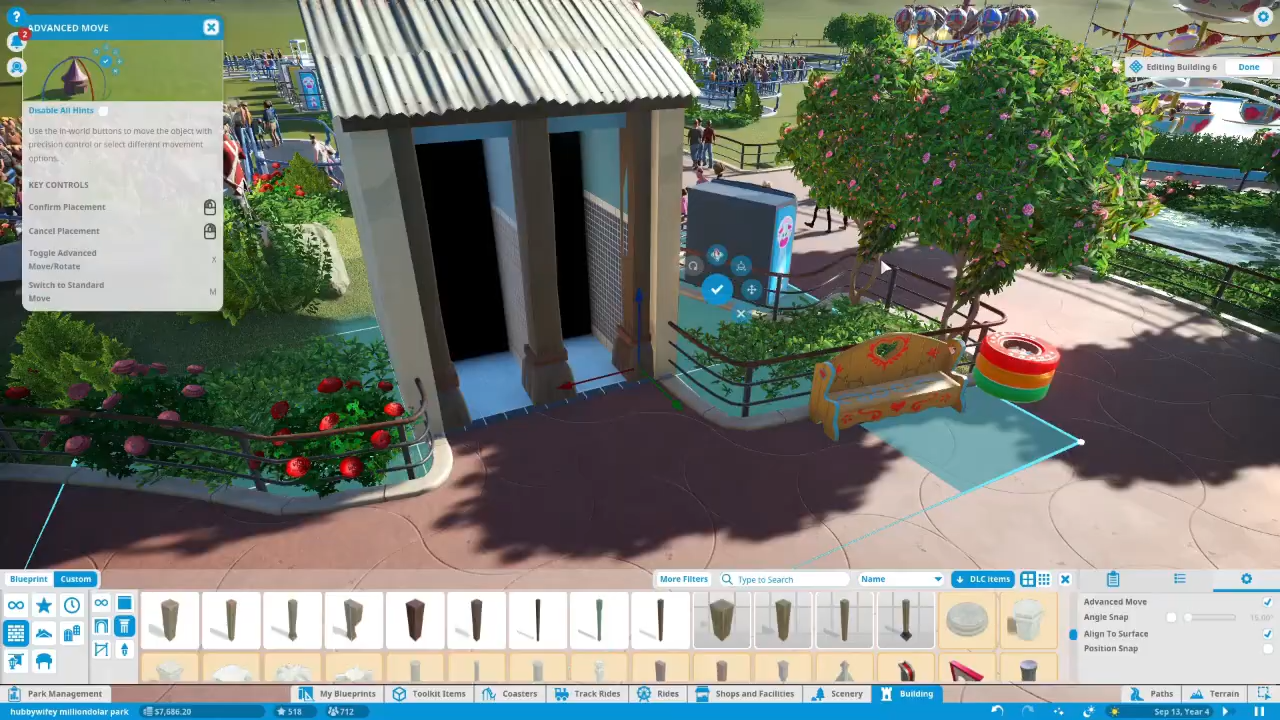 ?
2
ADVANCED MOVE
Disable All Hints
Use the in-world buttons to move the object with
precision control or select different movement
options.
KEY CONTROLS
Confirm Placement
Cancel Placement
Toggle Advanced
Move/Rotate
X
Switch to Standard
Move
M
Editing Building 6
Done
Blueprint
Custom
More Filters
Type to Search
Name
DLC Items
Advanced Move
Angle Snap
15.00°
Align To Surface
Position Snap
Park Management
My Blueprints
Toolkit Items
Coasters
Track Rides
Rides
Shops and Facilities
Scenery
Building
Paths
Terrain
hubbywifey milliondolar park
$7,686.20
518
712
Sep 13, Year 4